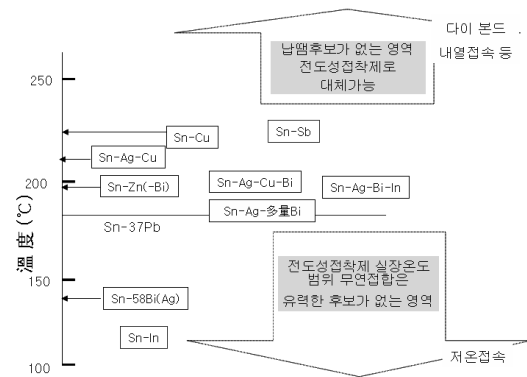 다이 본드
내열접속 등
납땜후보가 없는 영역
전도성접착제로
대체가능
250
Sn-Cu
Sn-Sb
Sn-Ag-Cu
Sn-Zn(-Bi)
Sn-Ag-Cu-Bi
Sn-Ag-Bi-In
200
Sn-Ag-多量Bi
Sn-37Pb
溫度(℃)
전도성접착제 실장온도
범위 무연접합은
유력한 후보가 없는 영역
150
Sn-58Bi(Ag)
Sn-In
저온접속
100